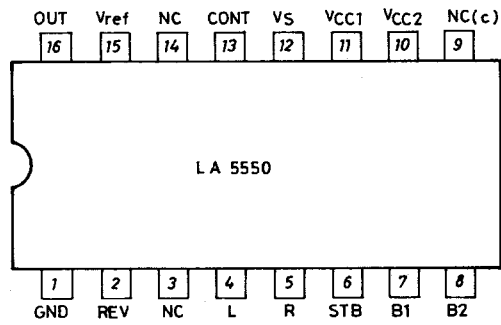 OUT Vref NC CONT VS VCC1 VCC2 NC(c)
16 15 14 13 12 11 10 9
LA 5550
1 2 3 4 5 6 7 8
GND REV NC L R STB B1 B2